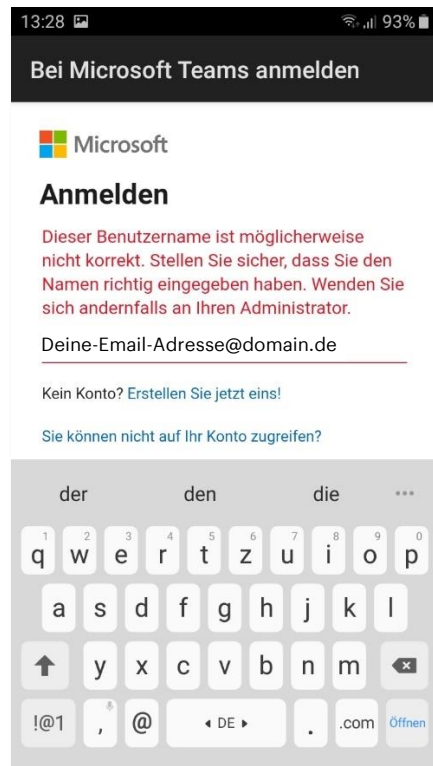 13:28 93%
Bei Microsoft Teams anmelden
Microsoft
Anmelden
Dieser Benutzername ist möglicherweise
nicht korrekt. Stellen Sie sicher, dass Sie den
Namen richtig eingegeben haben. Wenden Sie
sich andernfalls an Ihren Administrator.
Deine-Email-Adresse@domain.de
Kein Konto? Erstellen Sie jetzt eins!
Sie können nicht auf Ihr Konto zugreifen?
der den die ...
1 2 3 4 5 6 7 8 9 0
q w e r t z u i o p
a s d f g h j k l
y x c v b n m
!@1 , @ DE . .com Öffnen